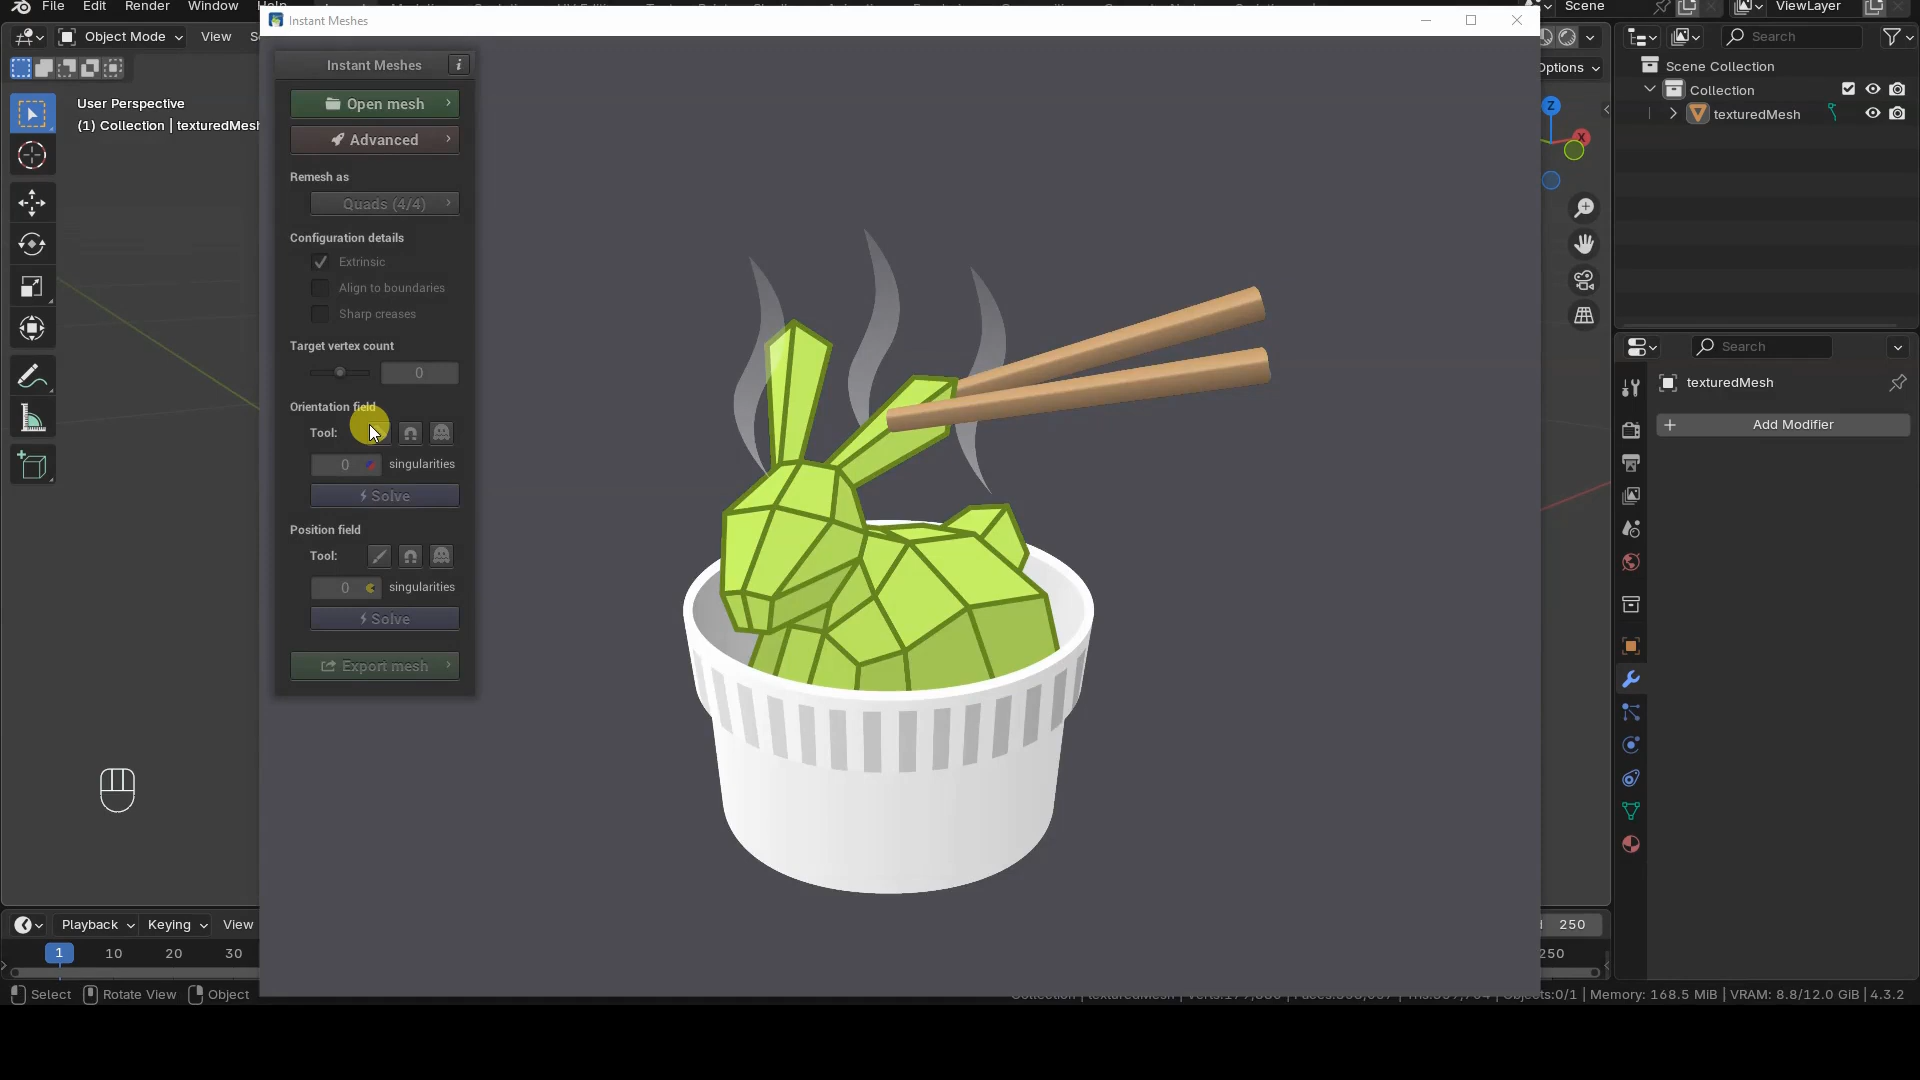 File Edit Render Window
Instant Meshes
Scene
ViewLayer
Object Mode
View
Options
Search
Instant Meshes
i
Open mesh
Advanced
Remesh as
Quads (4/4)
Configuration details
Extrinsic
Align to boundaries
Sharp creases
Target vertex count
0
Orientation field
Tool:
0 singularities
Solve
Position field
Tool:
0 singularities
Solve
Export mesh
User Perspective
(1) Collection | texturedMesh
Z
X
Scene Collection
Collection
texturedMesh
Search
texturedMesh
Add Modifier
Playback
Keying
View
250
1 10 20 30
250
Select Rotate View Object
Objects:0/1 | Memory: 168.5 MiB | VRAM: 8.8/12.0 GiB | 4.3.2